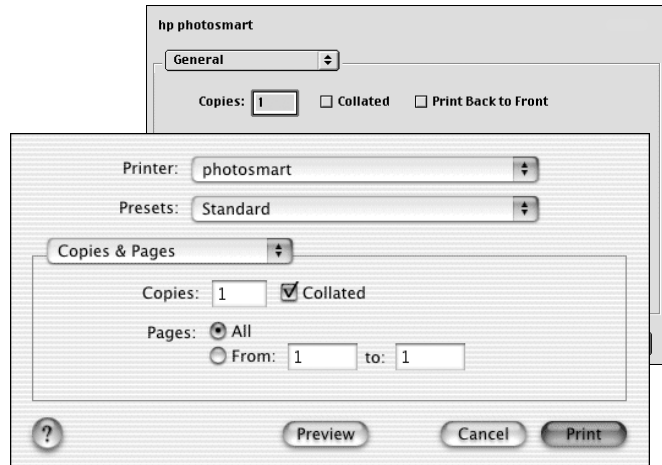 hp photosmart
General
Copies: 1 Collated Print Back to Front
Printer: photosmart
Presets: Standard
Copies & Pages
Copies: 1 Collated
Pages: All
From: 1 to: 1
? Preview Cancel Print